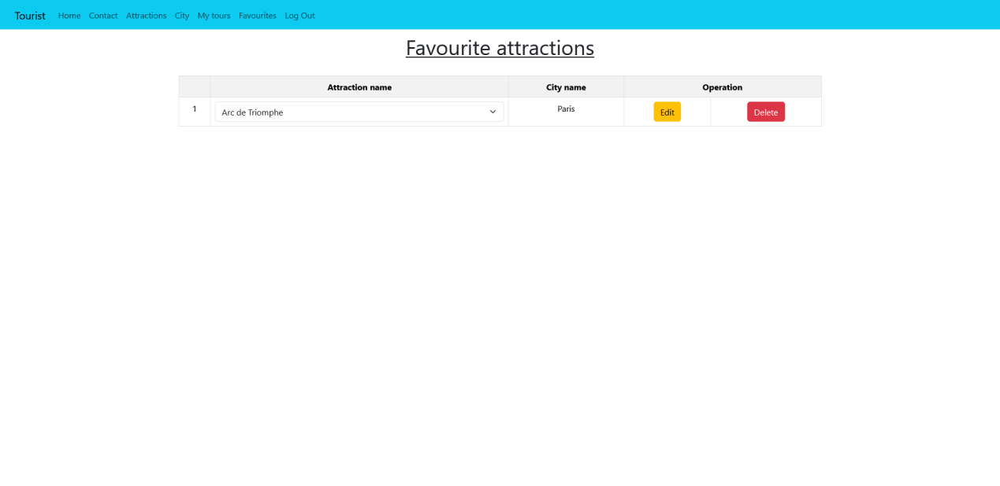 Tourist Home Contact Attractions City My tours Favourites Log Out
Favourite attractions
Attraction name City name Operation
1 Arc de Triomphe Paris Edit Delete